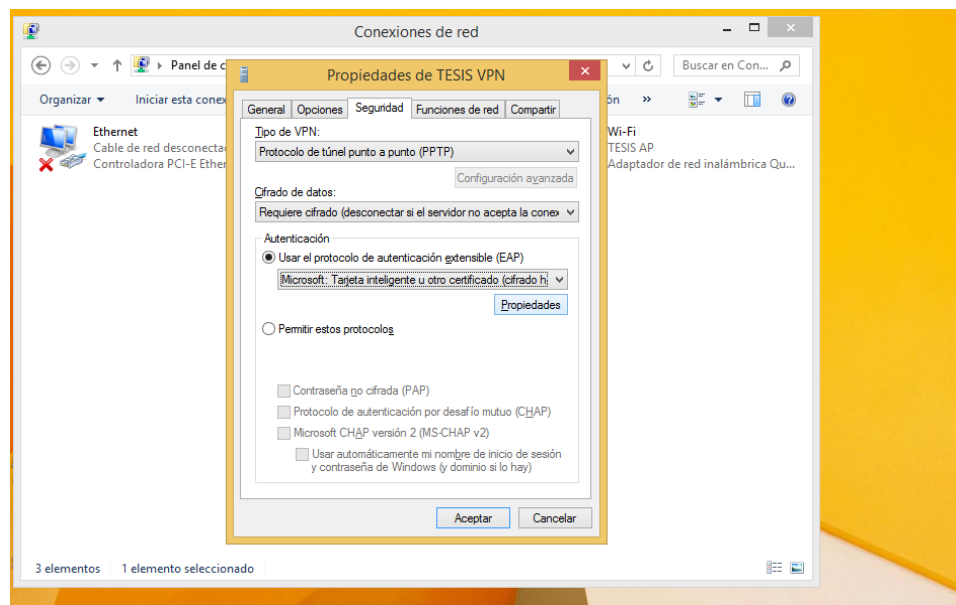 Conexiones de red
Panel de c
Buscar en Con...
Organizar
Iniciar esta conex
ón
»
Ethernet
Cable de red desconecta
Controladora PCI-E Ether
Wi-Fi
TESIS AP
Adaptador de red inalámbrica Qu...
Propiedades de TESIS VPN
General
Opciones
Seguridad
Funciones de red
Compartir
Tipo de VPN:
Protocolo de túnel punto a punto (PPTP)
Configuración avanzada
Cifrado de datos:
Requiere cifrado (desconectar si el servidor no acepta la conex
Autenticación
Usar el protocolo de autenticación extensible (EAP)
Microsoft: Tarjeta inteligente u otro certificado (cifrado h
Propiedades
Permitir estos protocolos
Contraseña no cifrada (PAP)
Protocolo de autenticación por desafío mutuo (CHAP)
Microsoft CHAP versión 2 (MS-CHAP v2)
Usar automáticamente mi nombre de inicio de sesión
y contraseña de Windows (y dominio si lo hay)
Aceptar
Cancelar
3 elementos
1 elemento seleccionado